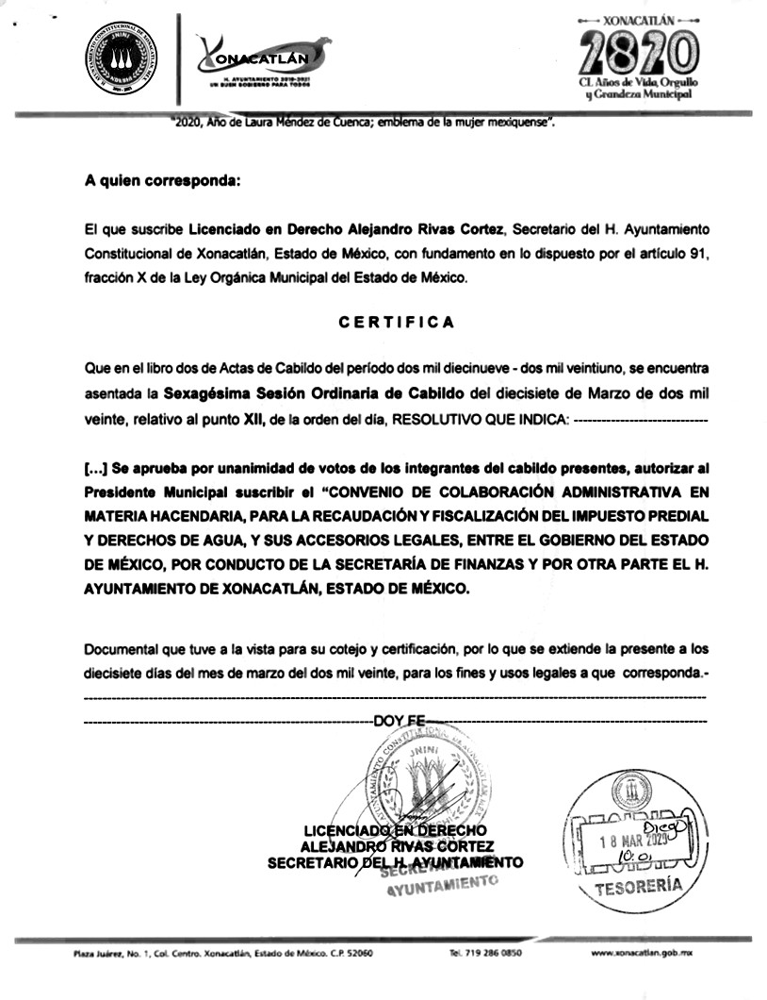 H. AYUNTAMIENTO CONSTITUCIONAL DE XONACATLÁN, MEX.
JNINI
2019 - 2021
XONACATLÁN
H. AYUNTAMIENTO 2019-2021
UN BUEN GOBIERNO PARA TODOS
XONACATLÁN
2820
CL Años de Vida, Orgullo
y Grandeza Municipal
"2020, Año de Laura Méndez de Cuenca; emblema de la mujer mexiquense".
A quien corresponda:
El que suscribe Licenciado en Derecho Alejandro Rivas Cortez, Secretario del H. Ayuntamiento
Constitucional de Xonacatlán, Estado de México, con fundamento en lo dispuesto por el artículo 91,
fracción X de la Ley Orgánica Municipal del Estado de México.
C E R T I F I C A
Que en el libro dos de Actas de Cabildo del período dos mil diecinueve - dos mil veintiuno, se encuentra
asentada la Sexagésima Sesión Ordinaria de Cabildo del diecisiete de Marzo de dos mil
veinte, relativo al punto XII, de la orden del día, RESOLUTIVO QUE INDICA: -----------------------------
[...] Se aprueba por unanimidad de votos de los integrantes del cabildo presentes, autorizar al
Presidente Municipal suscribir el "CONVENIO DE COLABORACIÓN ADMINISTRATIVA EN
MATERIA HACENDARIA, PARA LA RECAUDACIÓN Y FISCALIZACIÓN DEL IMPUESTO PREDIAL
Y DERECHOS DE AGUA, Y SUS ACCESORIOS LEGALES, ENTRE EL GOBIERNO DEL ESTADO
DE MÉXICO, POR CONDUCTO DE LA SECRETARÍA DE FINANZAS Y POR OTRA PARTE EL H.
AYUNTAMIENTO DE XONACATLÁN, ESTADO DE MÉXICO.
Documental que tuve a la vista para su cotejo y certificación, por lo que se extiende la presente a los
diecisiete días del mes de marzo del dos mil veinte, para los fines y usos legales a que corresponda.-
DOY FE
JNINI
LICENCIADO EN DERECHO
ALEJANDRO RIVAS CORTEZ
SECRETARIO DEL H. AYUNTAMIENTO
AYUNTAMIENTO
Diego
18 MAR 2020
TESORERÍA
Plaza Juárez, No. 1, Col. Centro. Xonacatlán, Estado de México. C.P. 52060
Tel. 719 286 0850
www.xonacatlan.gob.mx